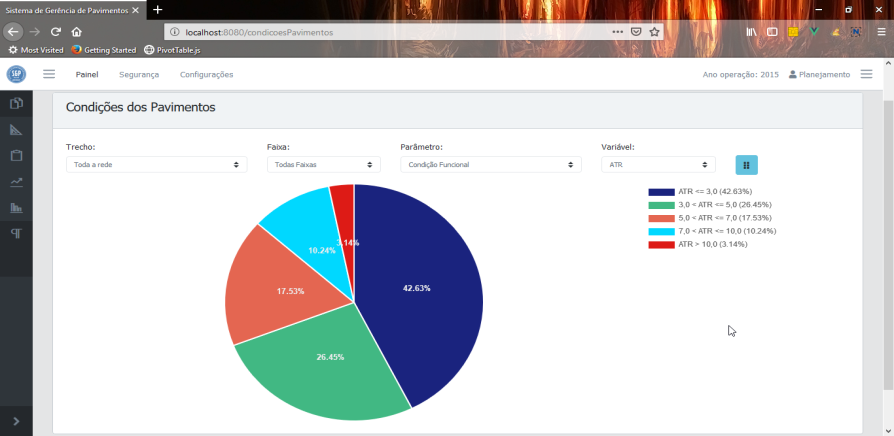 Sistema de Gerência de Pavimentos
localhost:8080/condicoesPavimentos
Most Visited Getting Started PivotTable.js
SGP Painel Segurança Configurações Ano operação: 2015 Planejamento
Condições dos Pavimentos
Trecho: Faixa: Parâmetro: Variável:
Toda a rede Todas Faixas Condição Funcional ATR
ATR <= 3,0 (42.63%)
3,0 < ATR <= 5,0 (26.45%)
5,0 < ATR <= 7,0 (17.53%)
7,0 < ATR <= 10,0 (10.24%)
ATR > 10,0 (3.14%)
3.14%
10.24%
42.63%
17.53%
26.45%